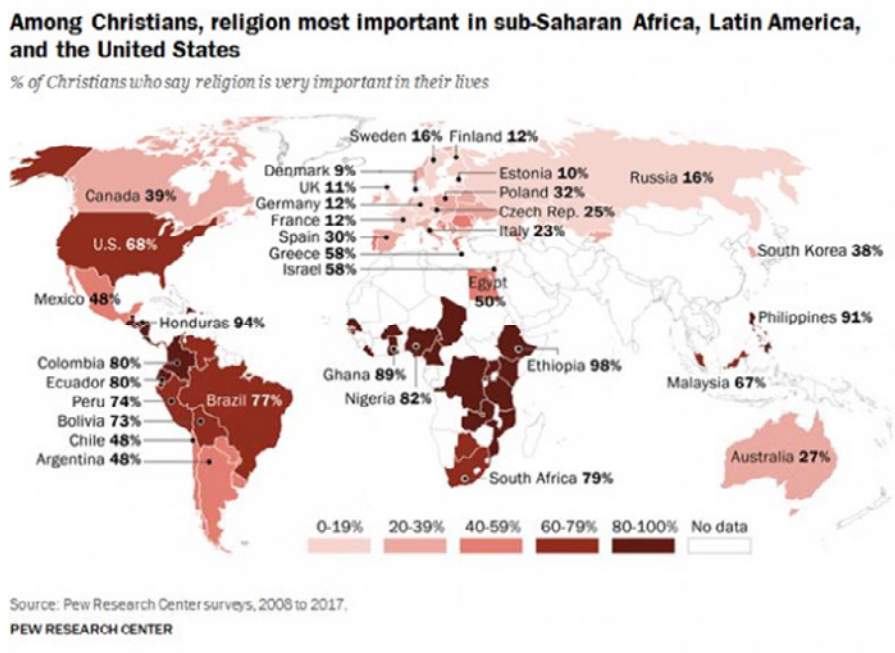 Among Christians, religion most important in sub-Saharan Africa, Latin America,
and the United States
% of Christians who say religion is very important in their lives
Sweden 16% Finland 12%
Denmark 9%
UK 11%
Germany 12%
France 12%
Spain 30%
Greece 58%
Israel 58%
Estonia 10%
Poland 32%
Czech Rep. 25%
Italy 23%
Russia 16%
Canada 39%
U.S. 68%
Mexico 48%
Honduras 94%
Egypt
50%
South Korea 38%
Philippines 91%
Malaysia 67%
Colombia 80%
Ecuador 80%
Peru 74%
Bolivia 73%
Chile 48%
Argentina 48%
Brazil 77%
Ghana 89%
Nigeria 82%
Ethiopia 98%
South Africa 79%
Australia 27%
0-19% 20-39% 40-59% 60-79% 80-100% No data
Source: Pew Research Center surveys, 2008 to 2017.
PEW RESEARCH CENTER